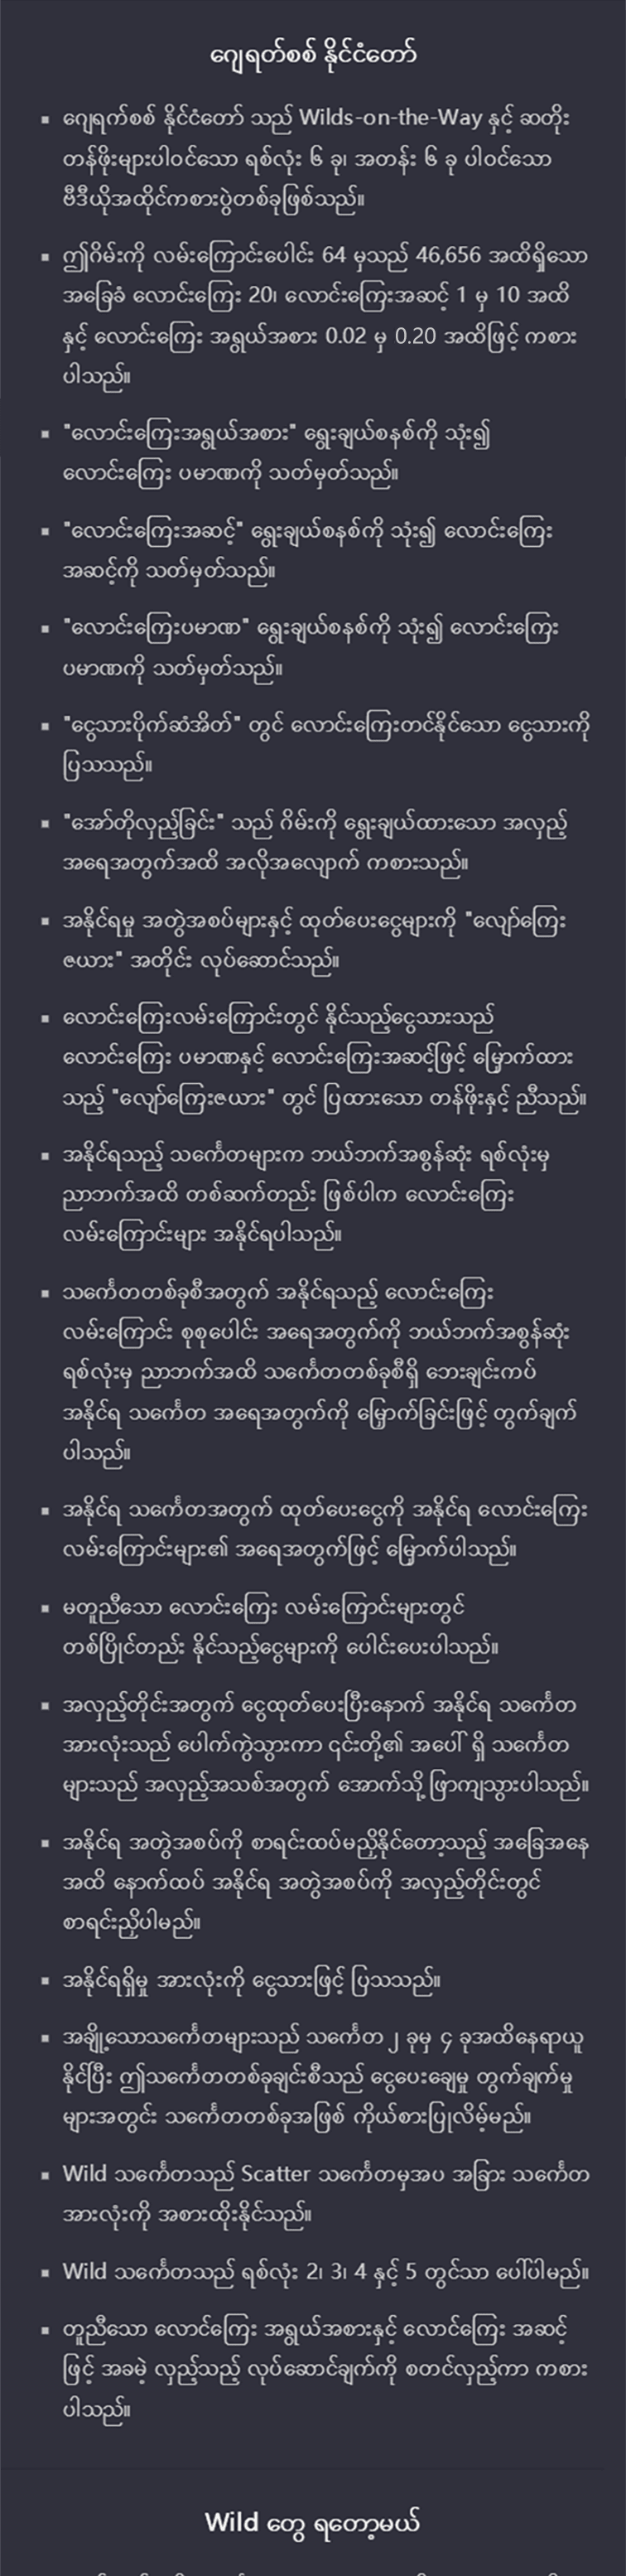 ဂျေရတ်စစ် နိုင်ငံတော်
▪ ဂျေရက်စစ် နိုင်ငံတော် သည် Wilds-on-the-Way နှင့် ဆတိုး
တန်ဖိုးများပါဝင်သော ရစ်လုံး ၆ ခု၊ အတန်း ၆ ခု ပါဝင်သော
ဗီဒီယိုအထိုင်ကစားပွဲတစ်ခုဖြစ်သည်။
▪ ဤဂိမ်းကို လမ်းကြောင်းပေါင်း 64 မှသည် 46,656 အထိရှိသော
အခြေခံ လောင်းကြေး 20၊ လောင်းကြေးအဆင့် 1 မှ 10 အထိ
နှင့် လောင်းကြေး အရွယ်အစား 0.02 မှ 0.20 အထိဖြင့် ကစား
ပါသည်။
▪ "လောင်းကြေးအရွယ်အစား" ရွေးချယ်စနစ်ကို သုံး၍
လောင်းကြေး ပမာဏကို သတ်မှတ်သည်။
▪ "လောင်းကြေးအဆင့်" ရွေးချယ်စနစ်ကို သုံး၍ လောင်းကြေး
အဆင့်ကို သတ်မှတ်သည်။
▪ "လောင်းကြေးပမာဏ" ရွေးချယ်စနစ်ကို သုံး၍ လောင်းကြေး
ပမာဏကို သတ်မှတ်သည်။
▪ "ငွေသားပိုက်ဆံအိတ်" တွင် လောင်းကြေးတင်နိုင်သော ငွေသားကို
ပြသသည်။
▪ "အော်တိုလှည့်ခြင်း" သည် ဂိမ်းကို ရွေးချယ်ထားသော အလှည့်
အရေအတွက်အထိ အလိုအလျောက် ကစားသည်။
▪ အနိုင်ရမှု အတွဲအစပ်များနှင့် ထုတ်ပေးငွေများကို "လျော်ကြေး
ဇယား" အတိုင်း လုပ်ဆောင်သည်။
▪ လောင်းကြေးလမ်းကြောင်းတွင် နိုင်သည့်ငွေသားသည်
လောင်းကြေး ပမာဏနှင့် လောင်းကြေးအဆင့်ဖြင့် မြှောက်ထား
သည့် "လျော်ကြေးဇယား" တွင် ပြထားသော တန်ဖိုးနှင့် ညီသည်။
▪ အနိုင်ရသည့် သင်္ကေတများက ဘယ်ဘက်အစွန်ဆုံး ရစ်လုံးမှ
ညာဘက်အထိ တစ်ဆက်တည်း ဖြစ်ပါက လောင်းကြေး
လမ်းကြောင်းများ အနိုင်ရပါသည်။
▪ သင်္ကေတတစ်ခုစီအတွက် အနိုင်ရသည့် လောင်းကြေး
လမ်းကြောင်း စုစုပေါင်း အရေအတွက်ကို ဘယ်ဘက်အစွန်ဆုံး
ရစ်လုံးမှ ညာဘက်အထိ သင်္ကေတတစ်ခုစီရှိ ဘေးချင်းကပ်
အနိုင်ရ သင်္ကေတ အရေအတွက်ကို မြှောက်ခြင်းဖြင့် တွက်ချက်
ပါသည်။
▪ အနိုင်ရ သင်္ကေတအတွက် ထုတ်ပေးငွေကို အနိုင်ရ လောင်းကြေး
လမ်းကြောင်းများ၏ အရေအတွက်ဖြင့် မြှောက်ပါသည်။
▪ မတူညီသော လောင်းကြေး လမ်းကြောင်းများတွင်
တစ်ပြိုင်တည်း နိုင်သည့်ငွေများကို ပေါင်းပေးပါသည်။
▪ အလှည့်တိုင်းအတွက် ငွေထုတ်ပေးပြီးနောက် အနိုင်ရ သင်္ကေတ
အားလုံးသည် ပေါက်ကွဲသွားကာ ၎င်းတို့၏ အပေါ် ရှိ သင်္ကေတ
များသည် အလှည့်အသစ်အတွက် အောက်သို့ ဖြာကျသွားပါသည်။
▪ အနိုင်ရ အတွဲအစပ်ကို စာရင်းထပ်မညှိနိုင်တော့သည့် အခြေအနေ
အထိ နောက်ထပ် အနိုင်ရ အတွဲအစပ်ကို အလှည့်တိုင်းတွင်
စာရင်းညှိပါမည်။
▪ အနိုင်ရရှိမှု အားလုံးကို ငွေသားဖြင့် ပြသသည်။
▪ အချို့သောသင်္ကေတများသည် သင်္ကေတ ၂ ခုမှ ၄ ခုအထိနေရာယူ
နိုင်ပြီး ဤသင်္ကေတတစ်ခုချင်းစီသည် ငွေပေးချေမှု တွက်ချက်မှု
များအတွင်း သင်္ကေတတစ်ခုအဖြစ် ကိုယ်စားပြုလိမ့်မည်။
▪ Wild သင်္ကေတသည် Scatter သင်္ကေတမှအပ အခြား သင်္ကေတ
အားလုံးကို အစားထိုးနိုင်သည်။
▪ Wild သင်္ကေတသည် ရစ်လုံး 2၊ 3၊ 4 နှင့် 5 တွင်သာ ပေါ်ပါမည်။
▪ တူညီသော လောင်ကြေး အရွယ်အစားနှင့် လောင်ကြေး အဆင့်
ဖြင့် အခမဲ့ လှည့်သည့် လုပ်ဆောင်ချက်ကို စတင်လှည့်ကာ ကစား
ပါသည်။
Wild တွေ ရတော့မယ်